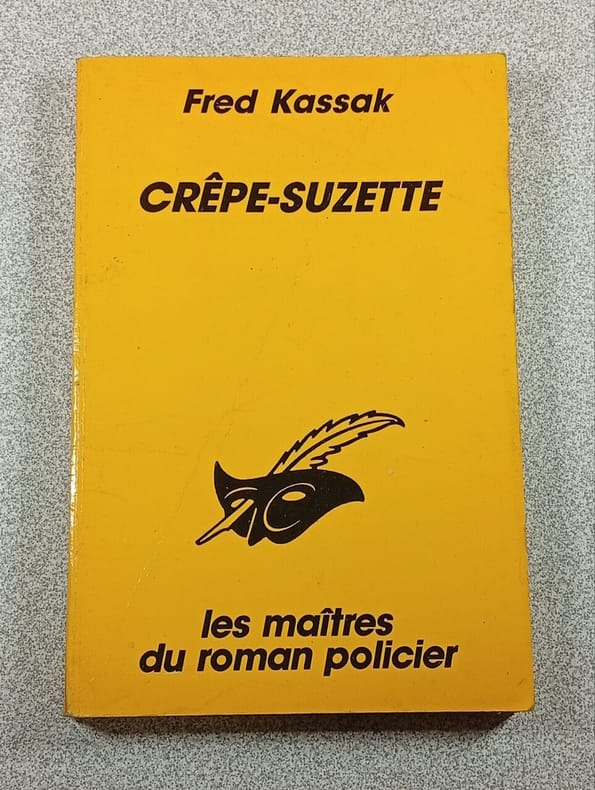 Fred Kassak
CRÊPE-SUZETTE
les maîtres
du roman policier